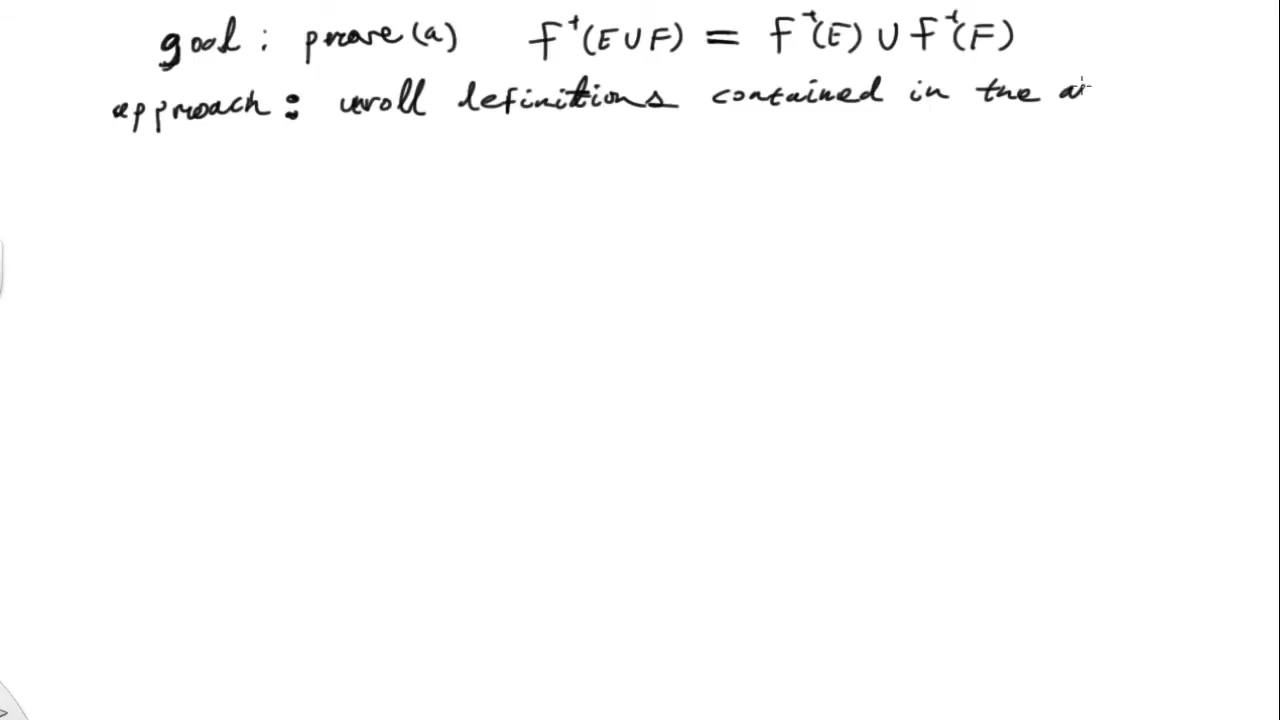 goal : prove (a) f⁻¹(E ∪ F) = f⁻¹(E) ∪ f⁻¹(F)
approach : unroll definitions contained in the